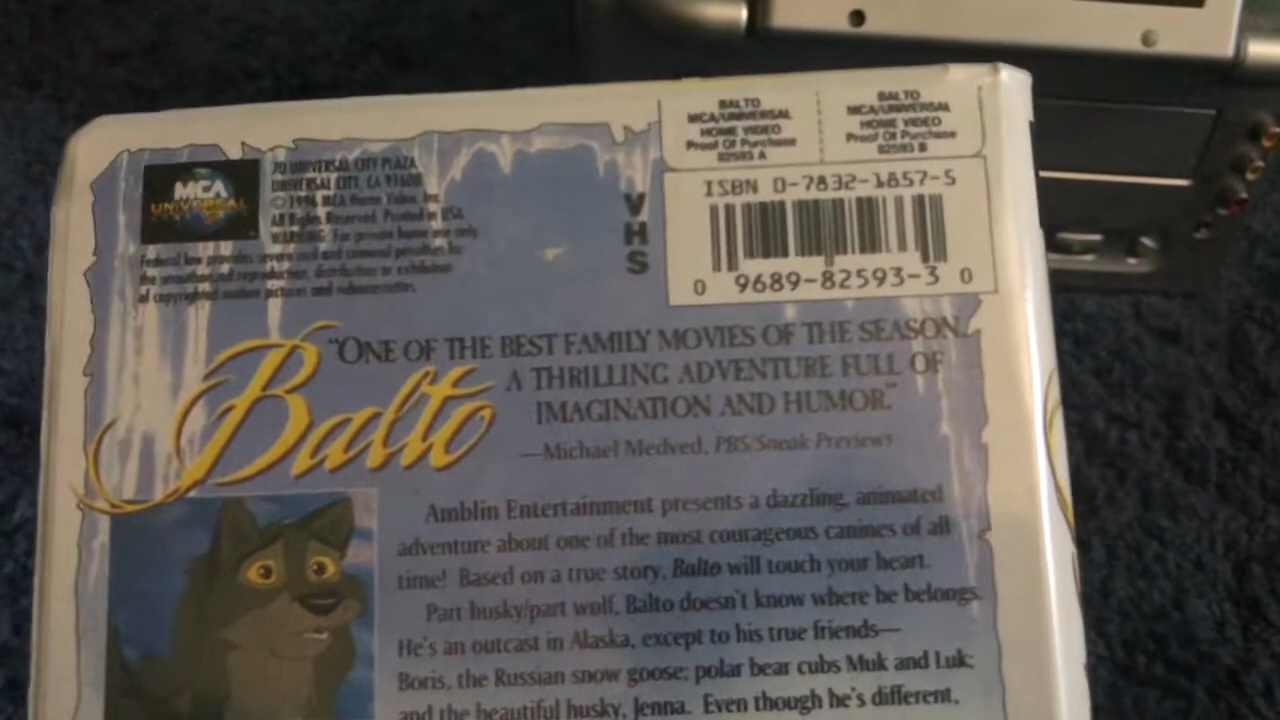 BALTO
MCA/UNIVERSAL
HOME VIDEO
Proof Of Purchase
82593 A
BALTO
MCA/UNIVERSAL
HOME VIDEO
Proof Of Purchase
82593 B
MCA
UNIVERSAL
70 UNIVERSAL CITY PLAZA
UNIVERSAL CITY, CA 91608
© 1996 MCA Home Video, Inc.
All Rights Reserved. Printed in USA.
WARNING: For private home use only.
Federal law provides severe civil and criminal penalties for
the unauthorized reproduction, distribution or exhibition
of copyrighted motion pictures and videocassettes.
VHS
ISBN 0-7832-1857-5
0 9689-82593-3 0
Balto
"ONE OF THE BEST FAMILY MOVIES OF THE SEASON.
A THRILLING ADVENTURE FULL OF
IMAGINATION AND HUMOR."
—Michael Medved, PBS/Sneak Previews
Amblin Entertainment presents a dazzling, animated
adventure about one of the most courageous canines of all
time! Based on a true story, Balto will touch your heart.
Part husky/part wolf, Balto doesn't know where he belongs.
He's an outcast in Alaska, except to his true friends—
Boris, the Russian snow goose; polar bear cubs Muk and Luk;
and the beautiful husky, Jenna. Even though he's different,